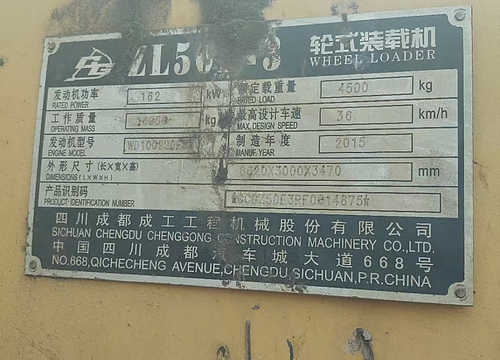 轮式装载机
WHEEL LOADER
发动机功率 162 kW 额定载重量 4500 kg
RATED POWER RATED LOAD
工作质量 kg 最高设计车速 36 km/h
OPERATING MASS MAX. DESIGN SPEED
发动机型号 制造年度 2015
ENGINE MODEL MANUF. YEAR
外形尺寸(长×宽×高) mm
DIMENSIONS (L×W×H)
产品识别码
PRODUCT IDENTIFICATION NUMBER
四川成都成工工程机械股份有限公司
SICHUAN CHENGDU CHENGGONG CONSTRUCTION MACHINERY CO.,LTD.
中国四川成都汽车城大道668号
NO.668,QICHECHENG AVENUE,CHENGDU,SICHUAN,P.R.CHINA